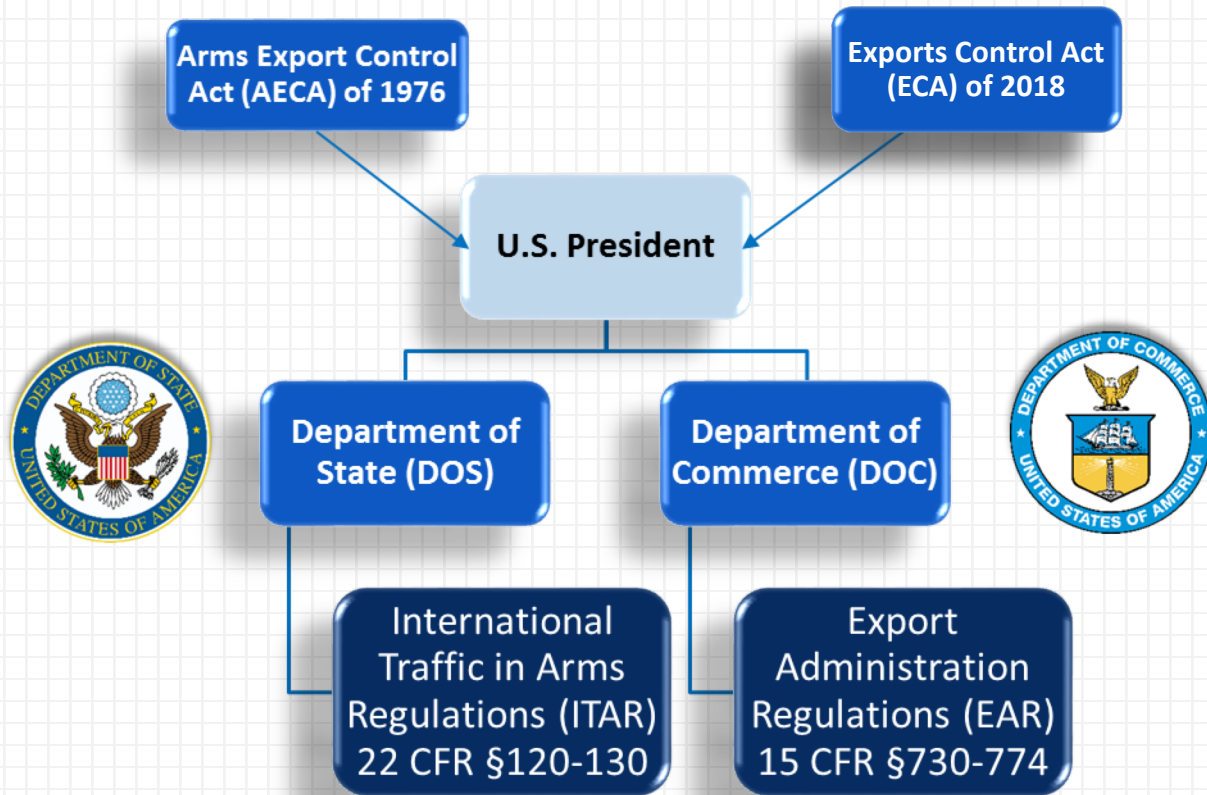 Arms Export Control
Act (AECA) of 1976
Exports Control Act
(ECA) of 2018
U.S. President
DEPARTMENT OF STATE
UNITED STATES OF AMERICA
Department of
State (DOS)
Department of
Commerce (DOC)
DEPARTMENT OF COMMERCE
UNITED STATES OF AMERICA
International
Traffic in Arms
Regulations (ITAR)
22 CFR §120-130
Export
Administration
Regulations (EAR)
15 CFR §730-774